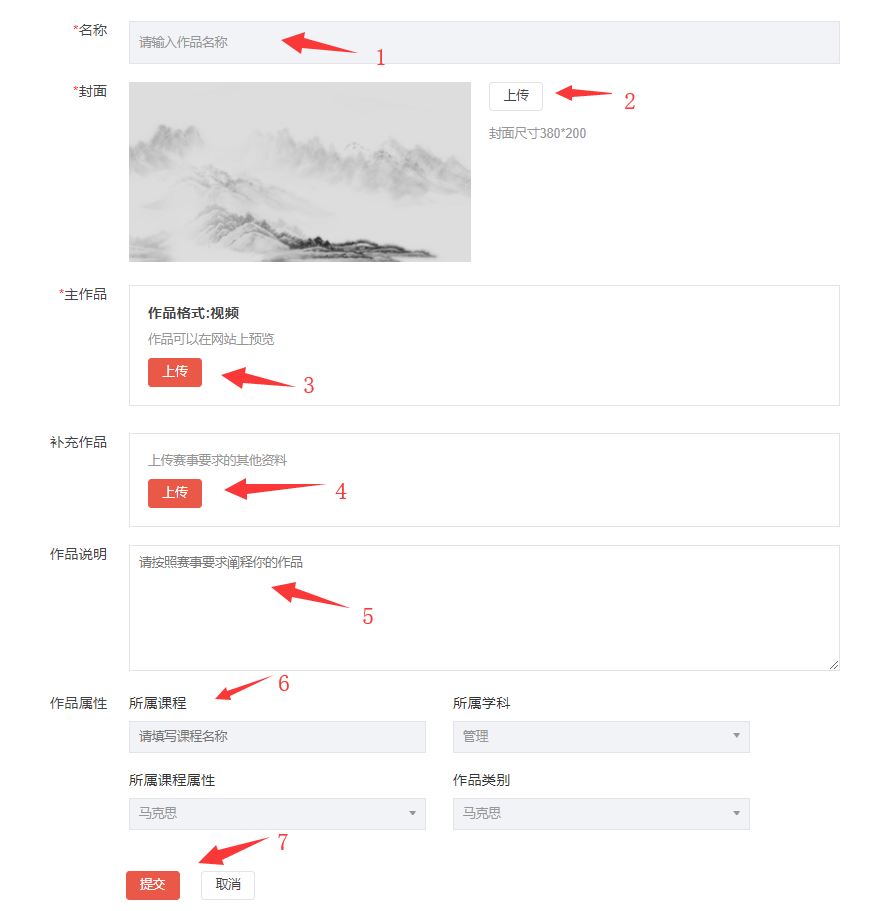 *名称
请输入作品名称
1
*封面
上传
2
封面尺寸380*200
*主作品
作品格式:视频
作品可以在网站上预览
上传
3
补充作品
上传赛事要求的其他资料
上传
4
作品说明
请按照赛事要求阐释你的作品
5
6
作品属性 所属课程 所属学科
请填写课程名称 管理
所属课程属性 作品类别
马克思 马克思
7
提交 取消